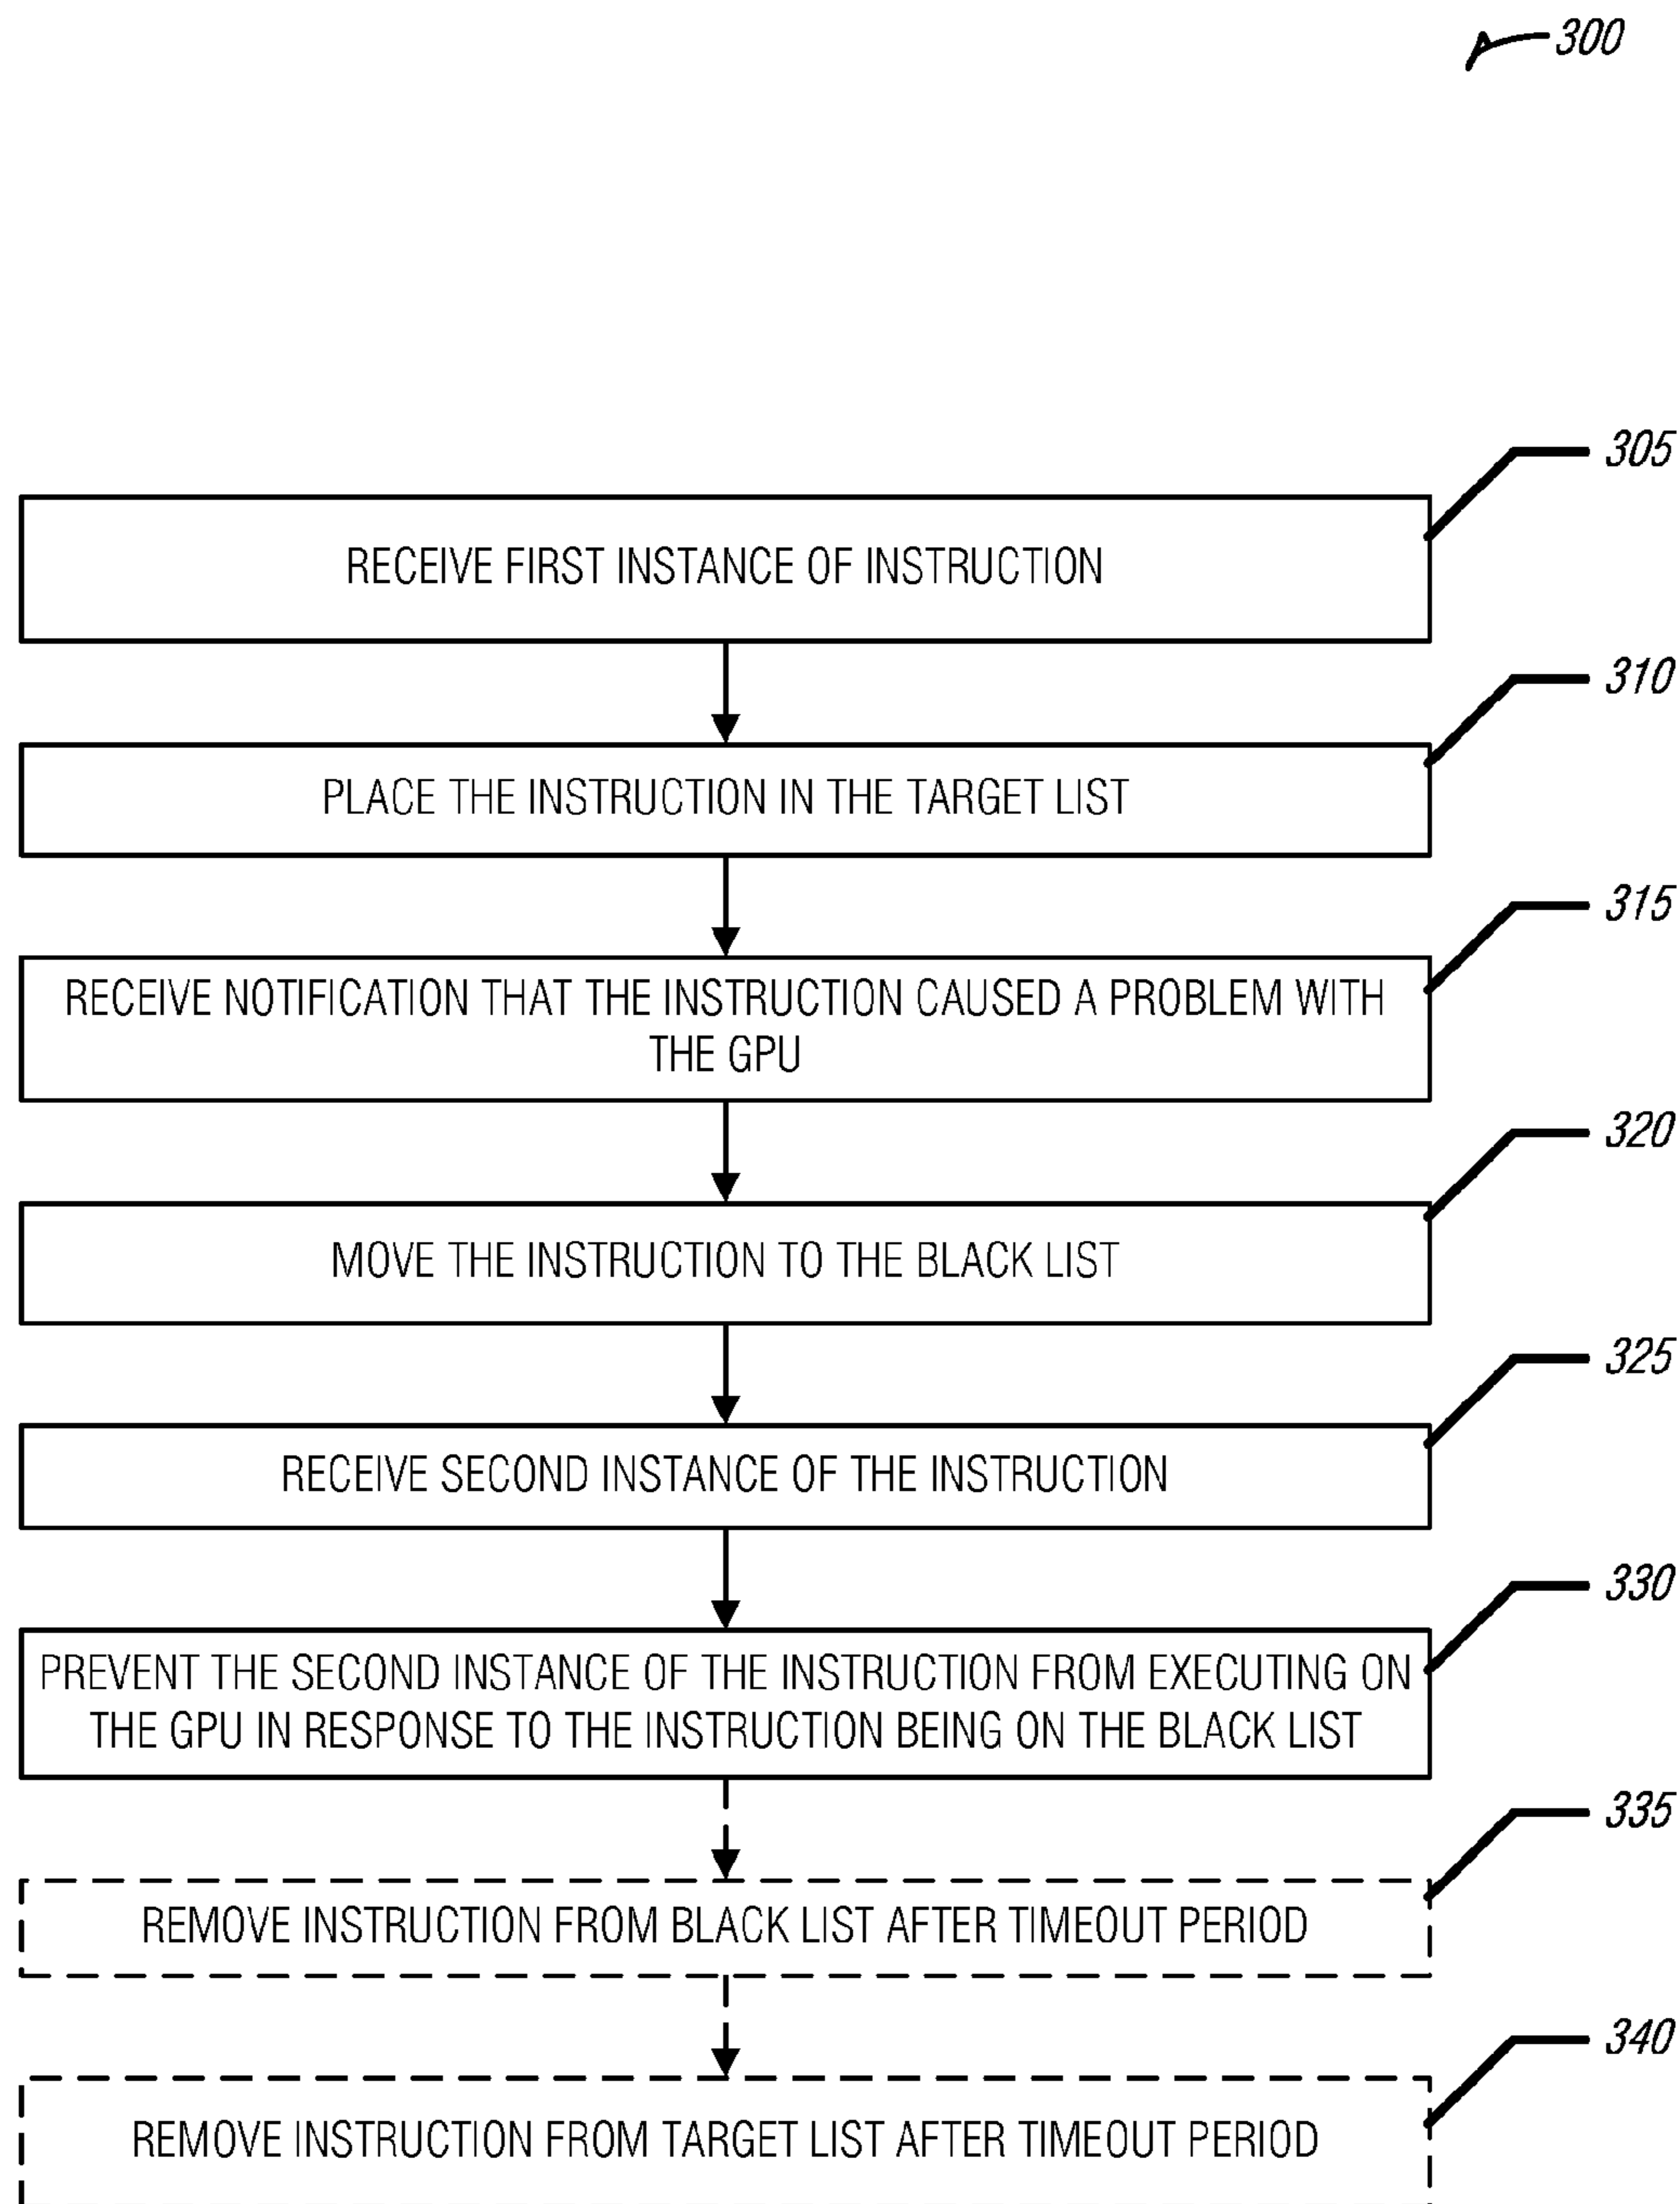 300
305
RECEIVE FIRST INSTANCE OF INSTRUCTION
310
PLACE THE INSTRUCTION IN THE TARGET LIST
315
RECEIVE NOTIFICATION THAT THE INSTRUCTION CAUSED A PROBLEM WITH
THE GPU
320
MOVE THE INSTRUCTION TO THE BLACK LIST
325
RECEIVE SECOND INSTANCE OF THE INSTRUCTION
330
PREVENT THE SECOND INSTANCE OF THE INSTRUCTION FROM EXECUTING ON
THE GPU IN RESPONSE TO THE INSTRUCTION BEING ON THE BLACK LIST
335
REMOVE INSTRUCTION FROM BLACK LIST AFTER TIMEOUT PERIOD
340
REMOVE INSTRUCTION FROM TARGET LIST AFTER TIMEOUT PERIOD